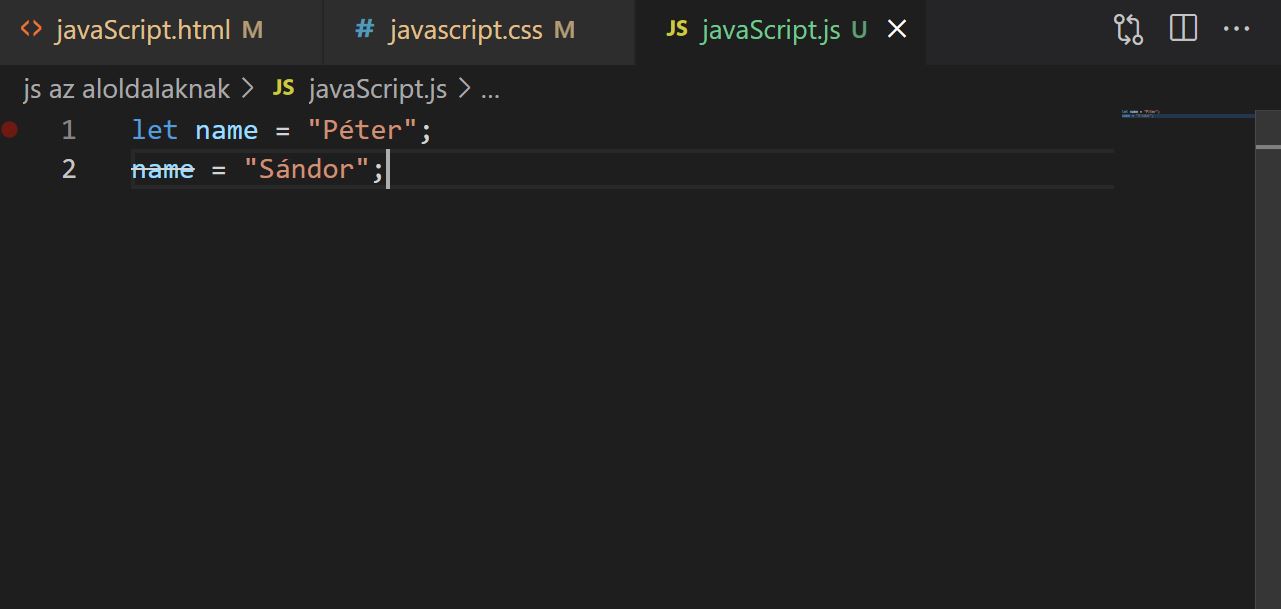 <> javaScript.html M # javascript.css M JS javaScript.js U
js az aloldalaknak > JS javaScript.js > ...
1 let name = "Péter";
2 name = "Sándor";